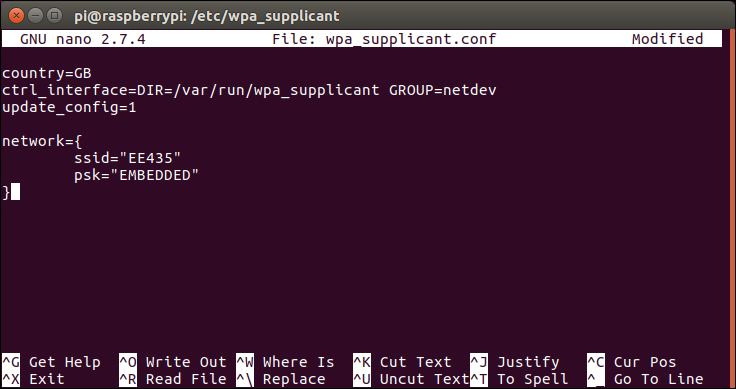 pi@raspberrypi: /etc/wpa_supplicant
GNU nano 2.7.4 File: wpa_supplicant.conf Modified
country=GB
ctrl_interface=DIR=/var/run/wpa_supplicant GROUP=netdev
update_config=1
network={
ssid="EE435"
psk="EMBEDDED"
}
^G Get Help ^O Write Out ^W Where Is ^K Cut Text ^J Justify ^C Cur Pos
^X Exit ^R Read File ^\ Replace ^U Uncut Text ^T To Spell ^_ Go To Line